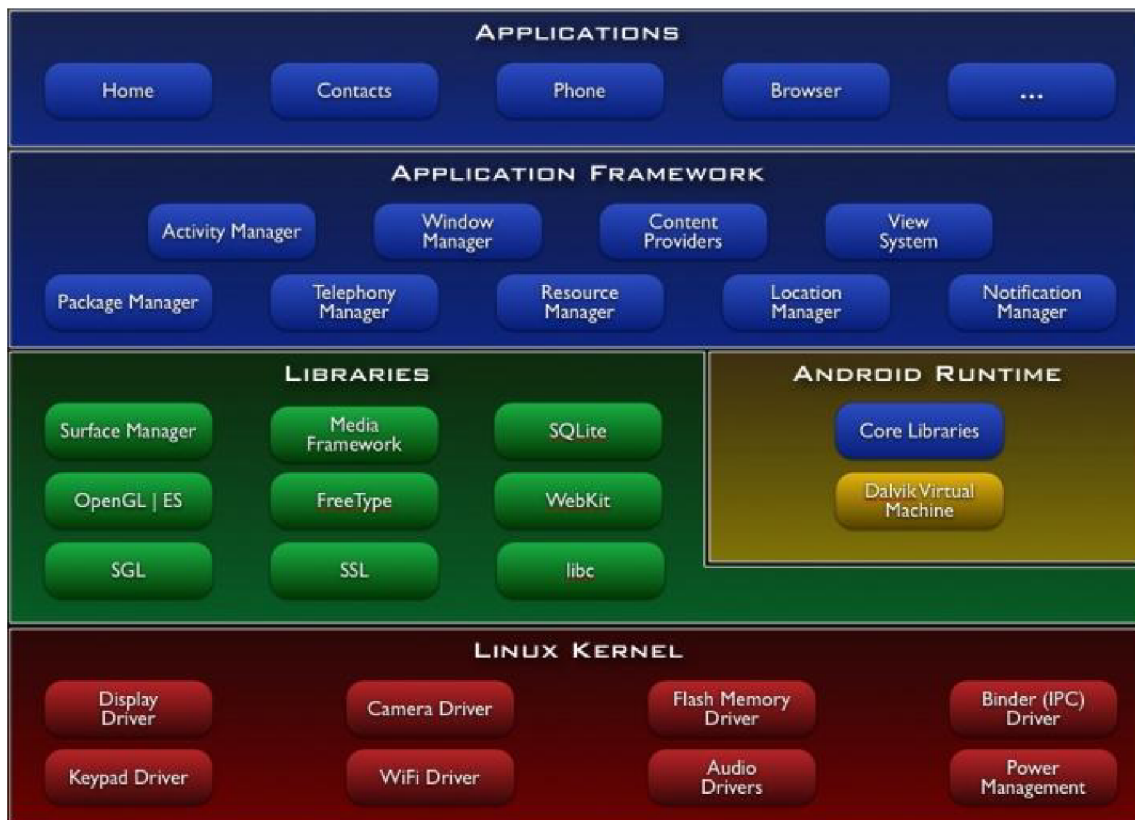 APPLICATIONS
Home
Contacts
Phone
Browser
...
APPLICATION FRAMEWORK
Activity Manager
Window
Manager
Content
Providers
View
System
Package Manager
Telephony
Manager
Resource
Manager
Location
Manager
Notification
Manager
LIBRARIES
Surface Manager
Media
Framework
SQLite
OpenGL | ES
FreeType
WebKit
SGL
SSL
libc
ANDROID RUNTIME
Core Libraries
Dalvik Virtual
Machine
LINUX KERNEL
Display
Driver
Camera Driver
Flash Memory
Driver
Binder (IPC)
Driver
Keypad Driver
WiFi Driver
Audio
Drivers
Power
Management